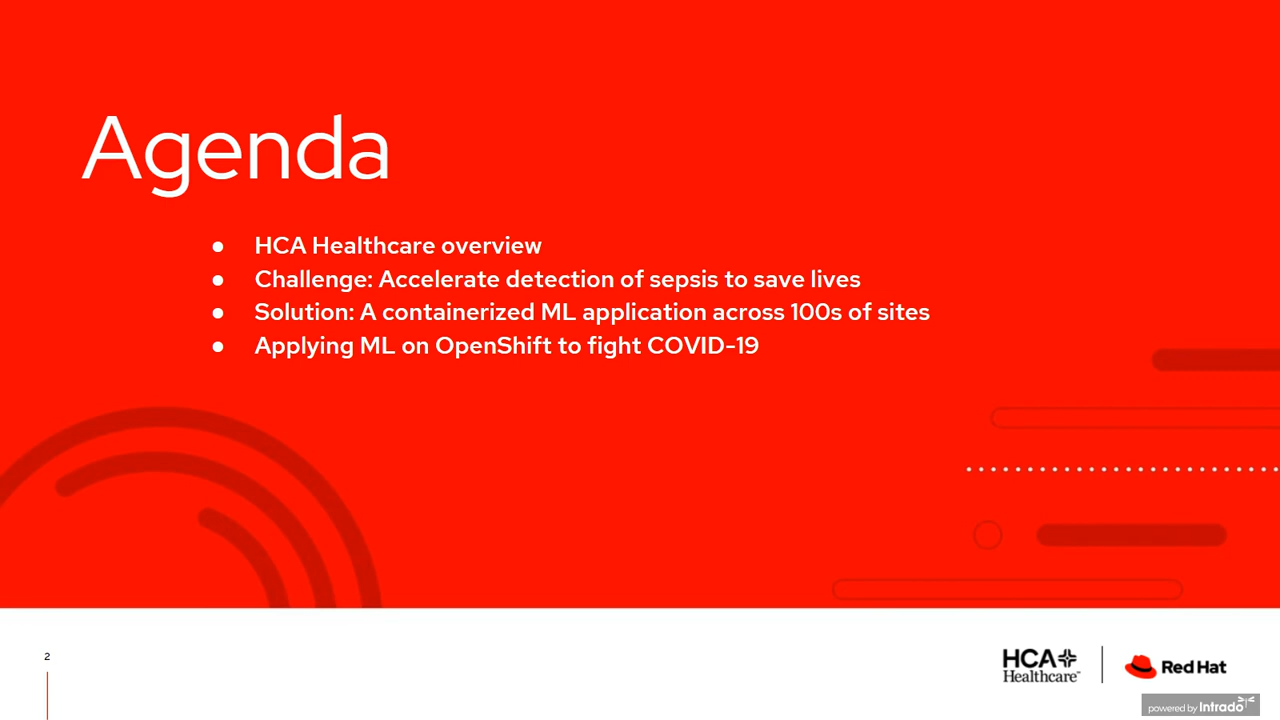 Agenda
● HCA Healthcare overview
● Challenge: Accelerate detection of sepsis to save lives
● Solution: A containerized ML application across 100s of sites
● Applying ML on OpenShift to fight COVID-19
2
HCA
Healthcare™
Red Hat
powered by Intrado